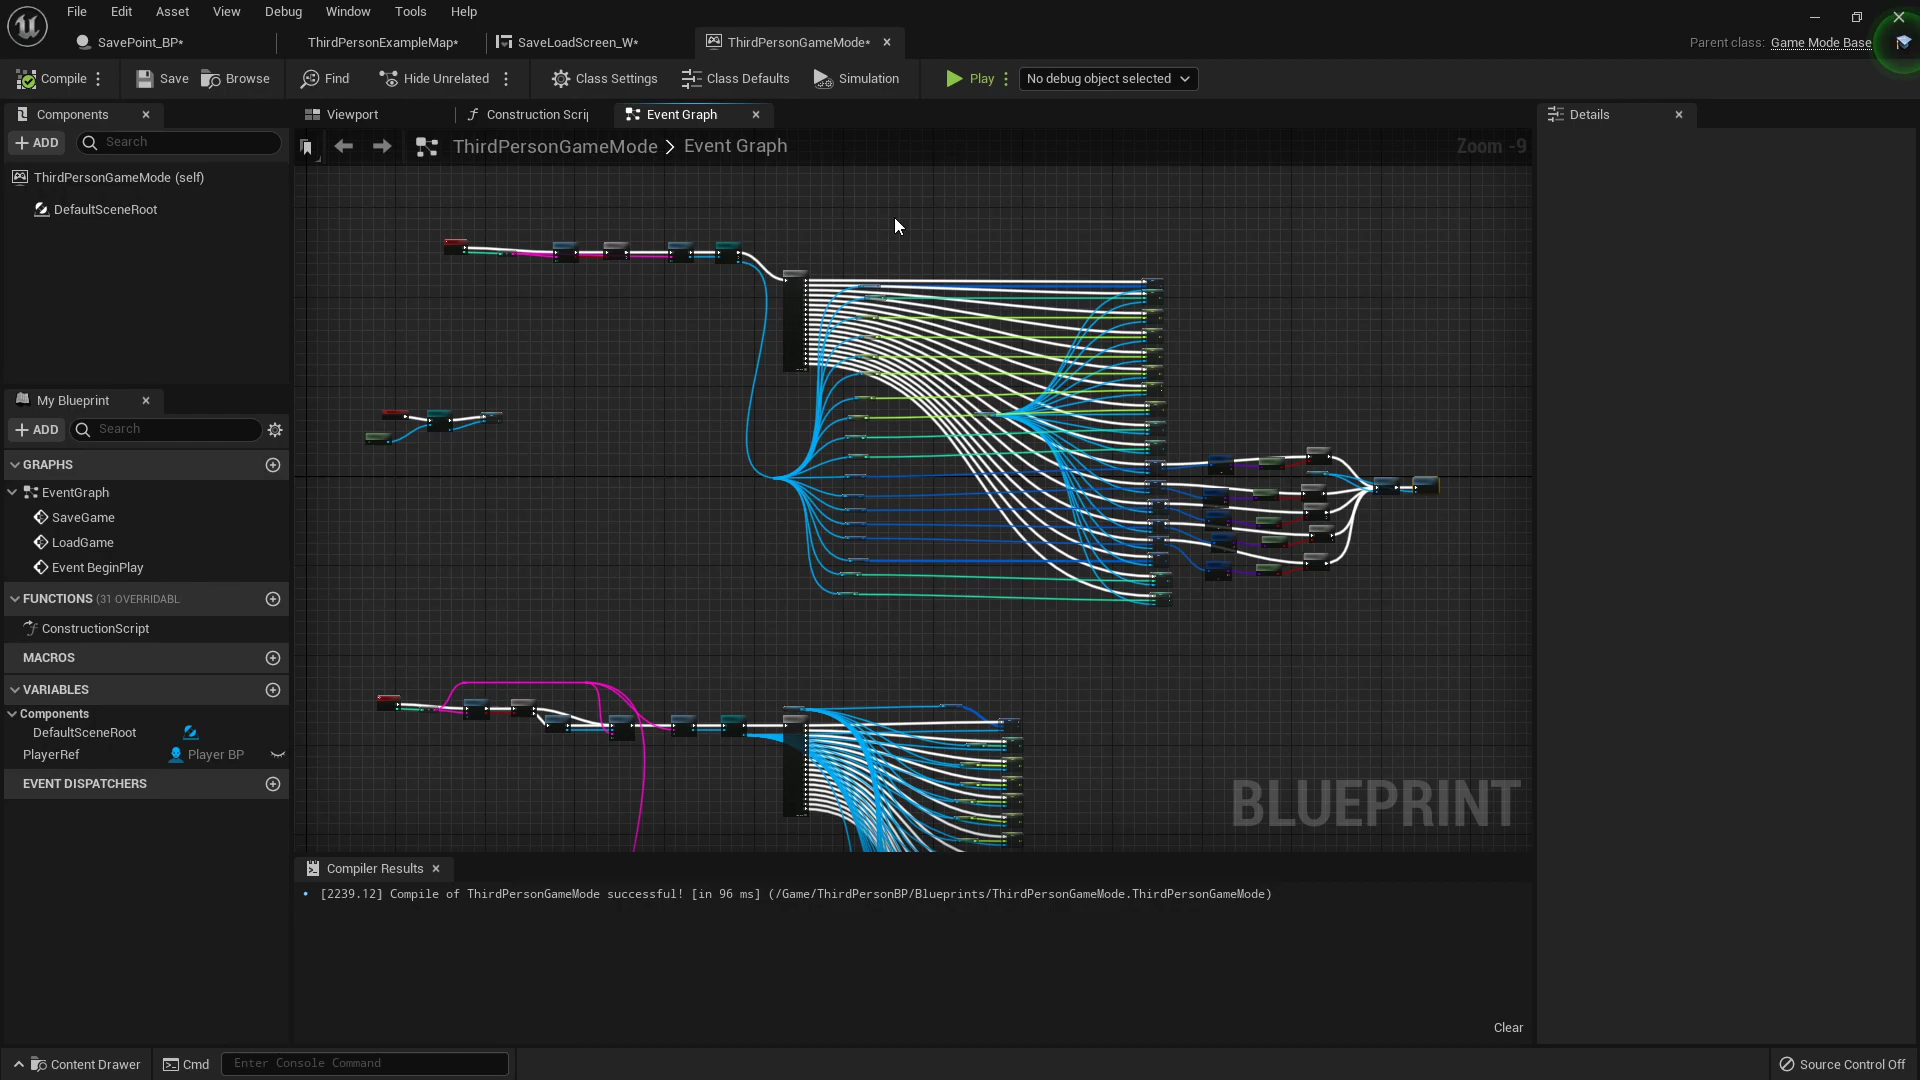 File Edit Asset View Debug Window Tools Help
SavePoint_BP* ThirdPersonExampleMap* SaveLoadScreen_W* ThirdPersonGameMode* Parent class: Game Mode Base
Compile Save Browse Find Hide Unrelated Class Settings Class Defaults Simulation Play No debug object selected
Components Viewport Construction Scri Event Graph Details
ADD Search ThirdPersonGameMode > Event Graph Zoom -9
ThirdPersonGameMode (self)
DefaultSceneRoot
My Blueprint
ADD Search
GRAPHS
EventGraph
SaveGame
LoadGame
Event BeginPlay
FUNCTIONS (31 OVERRIDABL
ConstructionScript
MACROS
VARIABLES
Components
DefaultSceneRoot
PlayerRef Player BP
EVENT DISPATCHERS
BLUEPRINT
Compiler Results
[2239.12] Compile of ThirdPersonGameMode successful! [in 96 ms] (/Game/ThirdPersonBP/Blueprints/ThirdPersonGameMode.ThirdPersonGameMode)
Clear
Content Drawer Cmd Enter Console Command Source Control Off